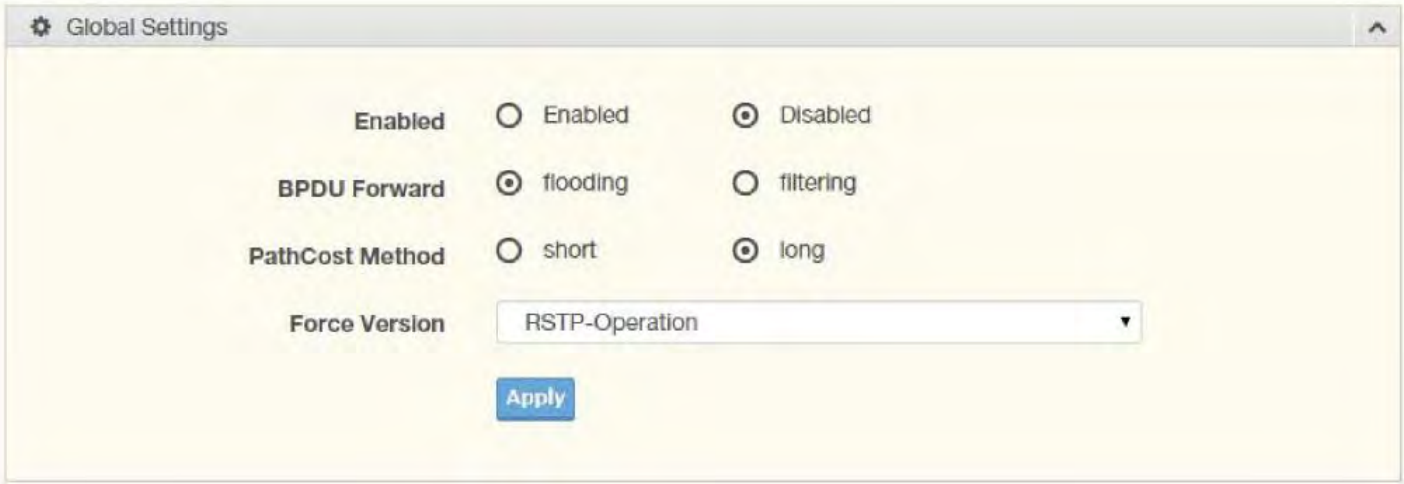 Global Settings
Enabled Enabled Disabled
BPDU Forward flooding filtering
PathCost Method short long
Force Version RSTP-Operation
Apply